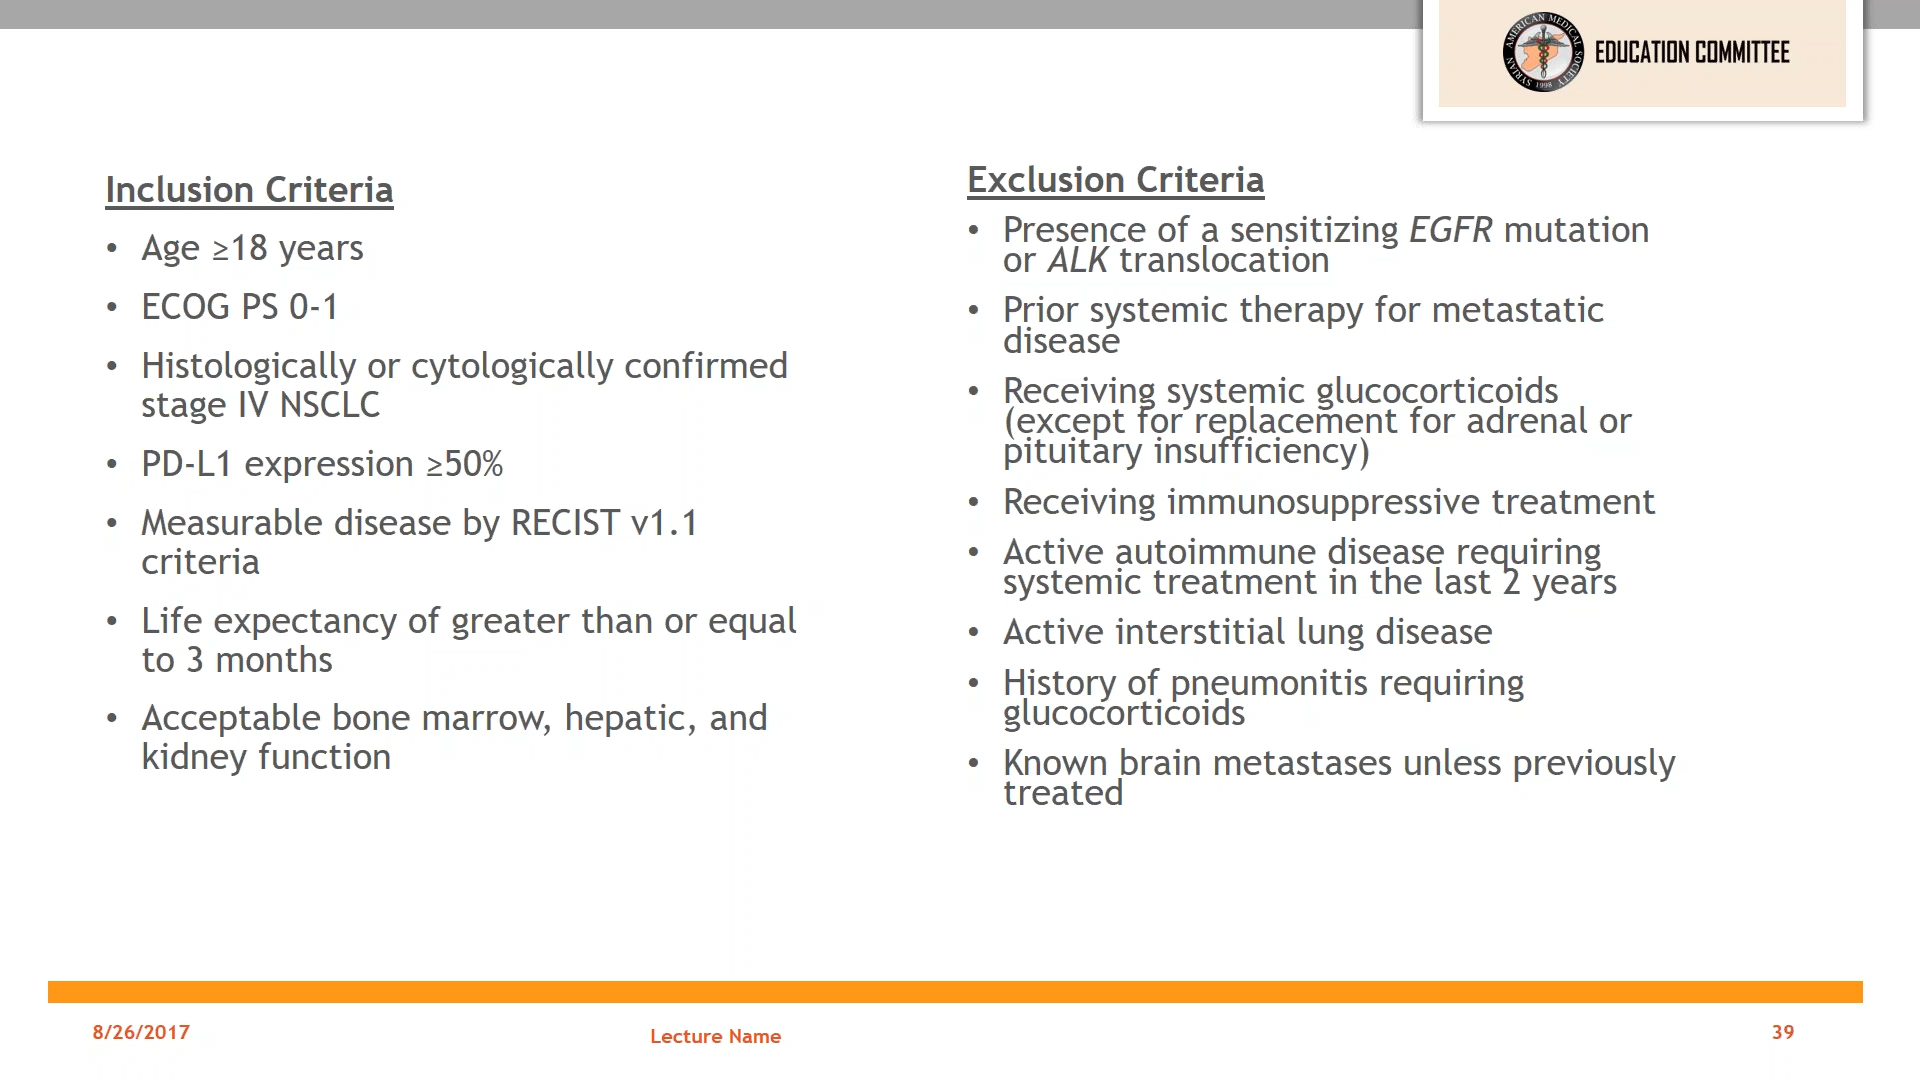 SYRIAN AMERICAN MEDICAL SOCIETY
1998
EDUCATION COMMITTEE
Inclusion Criteria
• Age ≥18 years
• ECOG PS 0-1
• Histologically or cytologically confirmed
stage IV NSCLC
• PD-L1 expression ≥50%
• Measurable disease by RECIST v1.1
criteria
• Life expectancy of greater than or equal
to 3 months
• Acceptable bone marrow, hepatic, and
kidney function
Exclusion Criteria
• Presence of a sensitizing EGFR mutation
or ALK translocation
• Prior systemic therapy for metastatic
disease
• Receiving systemic glucocorticoids
(except for replacement for adrenal or
pituitary insufficiency)
• Receiving immunosuppressive treatment
• Active autoimmune disease requiring
systemic treatment in the last 2 years
• Active interstitial lung disease
• History of pneumonitis requiring
glucocorticoids
• Known brain metastases unless previously
treated
8/26/2017
Lecture Name
39